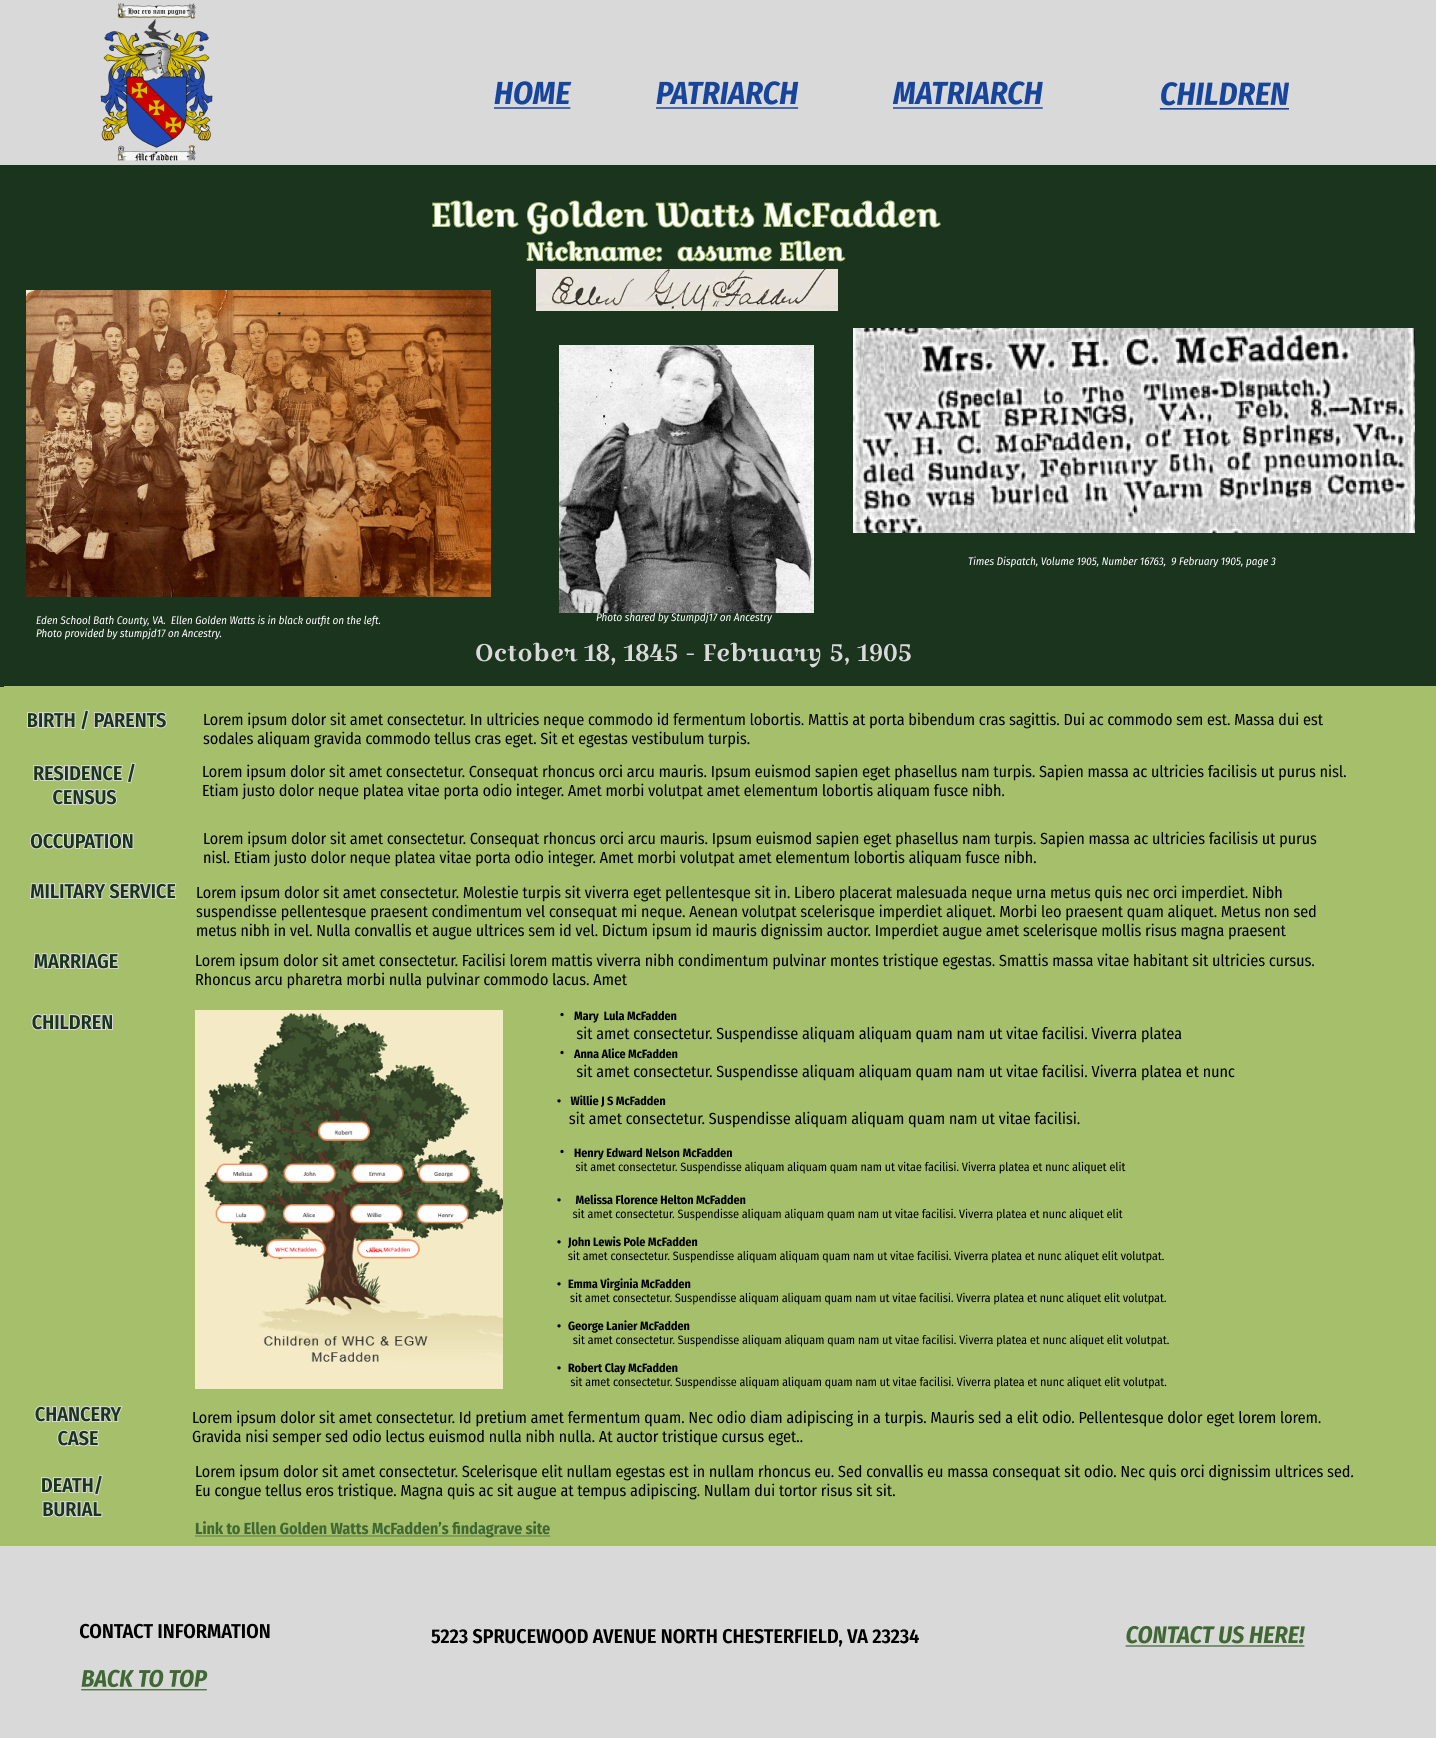 Hoc ero nam pugno
McFadden
HOME PATRIARCH MATRIARCH CHILDREN
Ellen Golden Watts McFadden
Nickname: assume Ellen
Ellen G. McFadden
Mrs. W. H. C. McFadden.
(Special to The Times-Dispatch.)
WARM SPRINGS, VA., Feb. 8.—Mrs.
W. H. C. McFadden, of Hot Springs, Va.,
died Sunday, February 5th, of pneumonia.
She was buried in Warm Springs Ceme-
tery.
Times Dispatch, Volume 1905, Number 16763, 9 February 1905, page 3
Eden School Bath County, VA. Ellen Golden Watts is in black outfit on the left.
Photo provided by stumpjd17 on Ancestry.
Photo shared by Stumpdj17 on Ancestry
October 18, 1845 - February 5, 1905
BIRTH / PARENTS
Lorem ipsum dolor sit amet consectetur. In ultricies neque commodo id fermentum lobortis. Mattis at porta bibendum cras sagittis. Dui ac commodo sem est. Massa dui est
sodales aliquam gravida commodo tellus cras eget. Sit et egestas vestibulum turpis.
RESIDENCE /
CENSUS
Lorem ipsum dolor sit amet consectetur. Consequat rhoncus orci arcu mauris. Ipsum euismod sapien eget phasellus nam turpis. Sapien massa ac ultricies facilisis ut purus nisl.
Etiam justo dolor neque platea vitae porta odio integer. Amet morbi volutpat amet elementum lobortis aliquam fusce nibh.
OCCUPATION
Lorem ipsum dolor sit amet consectetur. Consequat rhoncus orci arcu mauris. Ipsum euismod sapien eget phasellus nam turpis. Sapien massa ac ultricies facilisis ut purus
nisl. Etiam justo dolor neque platea vitae porta odio integer. Amet morbi volutpat amet elementum lobortis aliquam fusce nibh.
MILITARY SERVICE
Lorem ipsum dolor sit amet consectetur. Molestie turpis sit viverra eget pellentesque sit in. Libero placerat malesuada neque urna metus quis nec orci imperdiet. Nibh
suspendisse pellentesque praesent condimentum vel consequat mi neque. Aenean volutpat scelerisque imperdiet aliquet. Morbi leo praesent quam aliquet. Metus non sed
metus nibh in vel. Nulla convallis et augue ultrices sem id vel. Dictum ipsum id mauris dignissim auctor. Imperdiet augue amet scelerisque mollis risus magna praesent
MARRIAGE
Lorem ipsum dolor sit amet consectetur. Facilisi lorem mattis viverra nibh condimentum pulvinar montes tristique egestas. Smattis massa vitae habitant sit ultricies cursus.
Rhoncus arcu pharetra morbi nulla pulvinar commodo lacus. Amet
CHILDREN
Robert
Melissa John Emma George
Lula Alice Willie Henry
WHC McFadden McFadden
Children of WHC & EGW
McFadden
• Mary Lula McFadden
sit amet consectetur. Suspendisse aliquam aliquam quam nam ut vitae facilisi. Viverra platea
• Anna Alice McFadden
sit amet consectetur. Suspendisse aliquam aliquam quam nam ut vitae facilisi. Viverra platea et nunc
• Willie J S McFadden
sit amet consectetur. Suspendisse aliquam aliquam quam nam ut vitae facilisi.
• Henry Edward Nelson McFadden
sit amet consectetur. Suspendisse aliquam aliquam quam nam ut vitae facilisi. Viverra platea et nunc aliquet elit
• Melissa Florence Helton McFadden
sit amet consectetur. Suspendisse aliquam aliquam quam nam ut vitae facilisi. Viverra platea et nunc aliquet elit
• John Lewis Pole McFadden
sit amet consectetur. Suspendisse aliquam aliquam quam nam ut vitae facilisi. Viverra platea et nunc aliquet elit volutpat.
• Emma Virginia McFadden
sit amet consectetur. Suspendisse aliquam aliquam quam nam ut vitae facilisi. Viverra platea et nunc aliquet elit volutpat.
• George Lanier McFadden
sit amet consectetur. Suspendisse aliquam aliquam quam nam ut vitae facilisi. Viverra platea et nunc aliquet elit volutpat.
• Robert Clay McFadden
sit amet consectetur. Suspendisse aliquam aliquam quam nam ut vitae facilisi. Viverra platea et nunc aliquet elit volutpat.
CHANCERY
CASE
Lorem ipsum dolor sit amet consectetur. Id pretium amet fermentum quam. Nec odio diam adipiscing in a turpis. Mauris sed a elit odio. Pellentesque dolor eget lorem lorem.
Gravida nisi semper sed odio lectus euismod nulla nibh nulla. At auctor tristique cursus eget..
DEATH/
BURIAL
Lorem ipsum dolor sit amet consectetur. Scelerisque elit nullam egestas est in nullam rhoncus eu. Sed convallis eu massa consequat sit odio. Nec quis orci dignissim ultrices sed.
Eu congue tellus eros tristique. Magna quis ac sit augue at tempus adipiscing. Nullam dui tortor risus sit sit.
Link to Ellen Golden Watts McFadden’s findagrave site
CONTACT INFORMATION
5223 SPRUCEWOOD AVENUE NORTH CHESTERFIELD, VA 23234
CONTACT US HERE!
BACK TO TOP